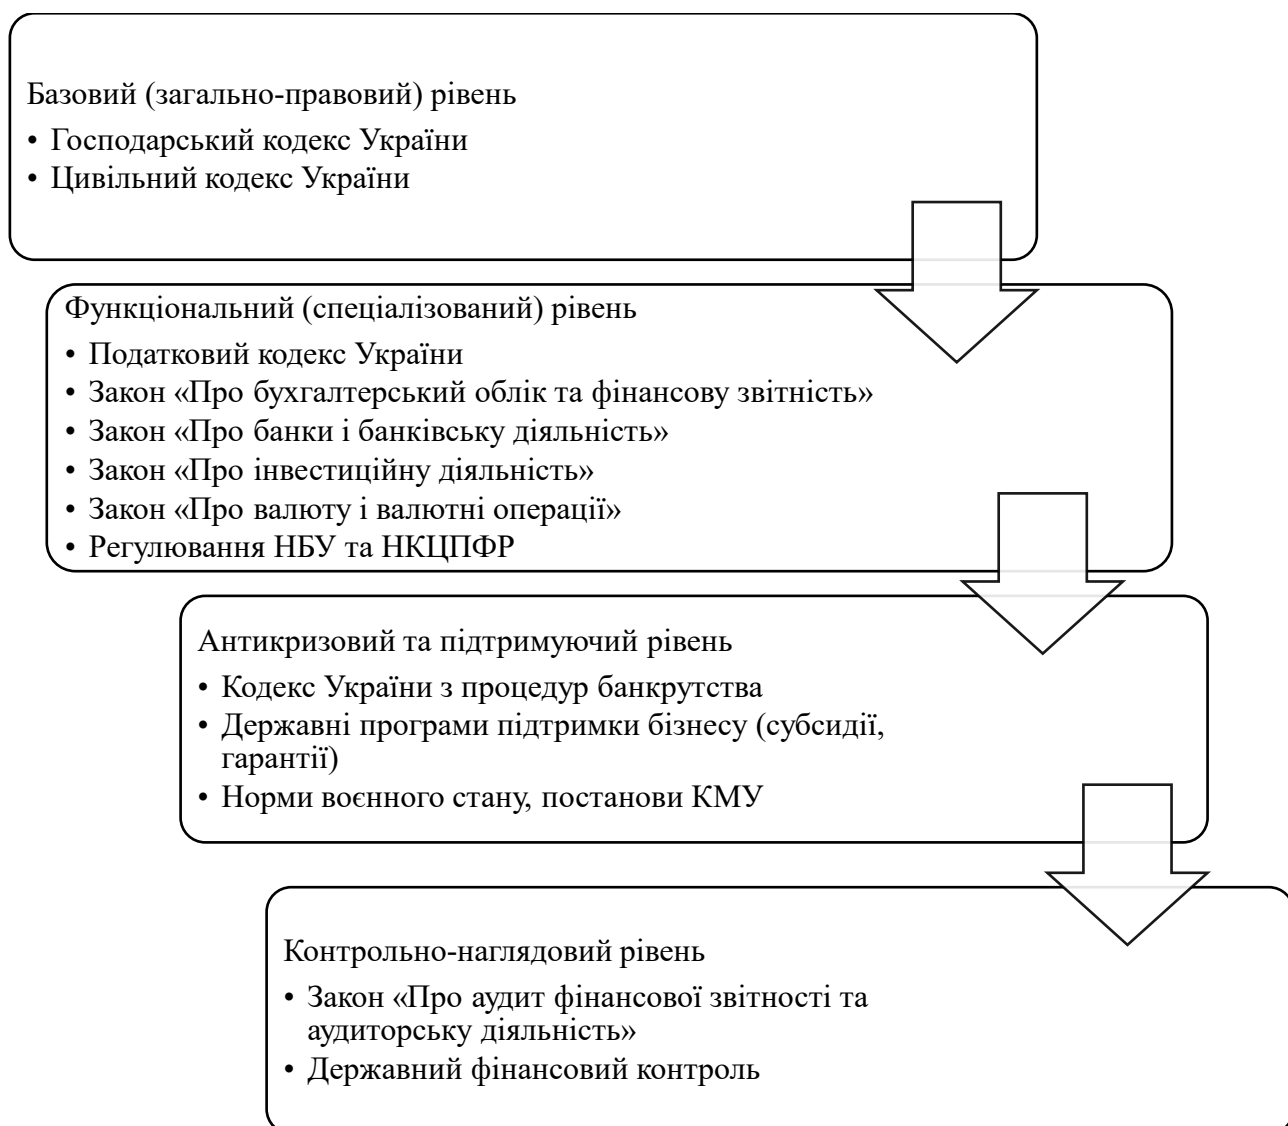 Базовий (загально-правовий) рівень
• Господарський кодекс України
• Цивільний кодекс України
Функціональний (спеціалізований) рівень
• Податковий кодекс України
• Закон «Про бухгалтерський облік та фінансову звітність»
• Закон «Про банки і банківську діяльність»
• Закон «Про інвестиційну діяльність»
• Закон «Про валюту і валютні операції»
• Регулювання НБУ та НКЦПФР
Антикризовий та підтримуючий рівень
• Кодекс України з процедур банкрутства
• Державні програми підтримки бізнесу (субсидії,
гарантії)
• Норми воєнного стану, постанови КМУ
Контрольно-наглядовий рівень
• Закон «Про аудит фінансової звітності та
аудиторську діяльність»
• Державний фінансовий контроль